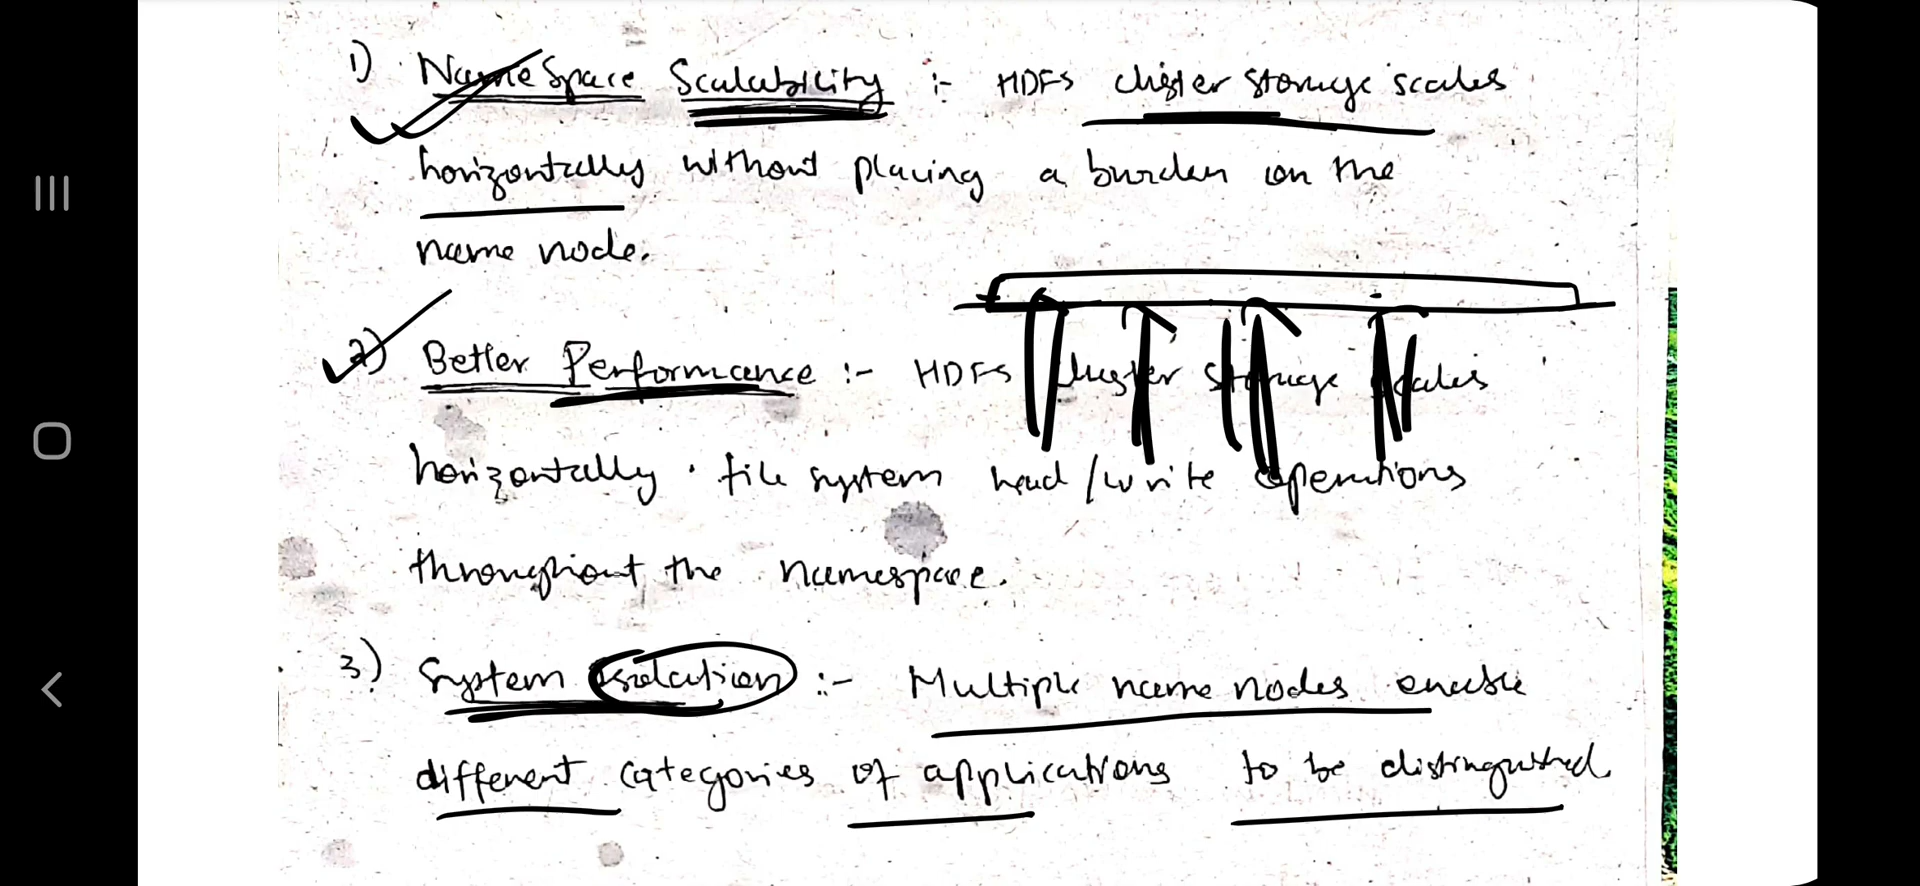 1) NameSpace Scalability :- HDFS cluster storage scales
horizontally without placing a burden on the
name node.
2) Better Performance :- HDFS cluster storage scales
horizontally. file system read/write operations
throughout the namespace.
3) System isolation :- Multiple name nodes enable
different categories of applications to be distinguished.